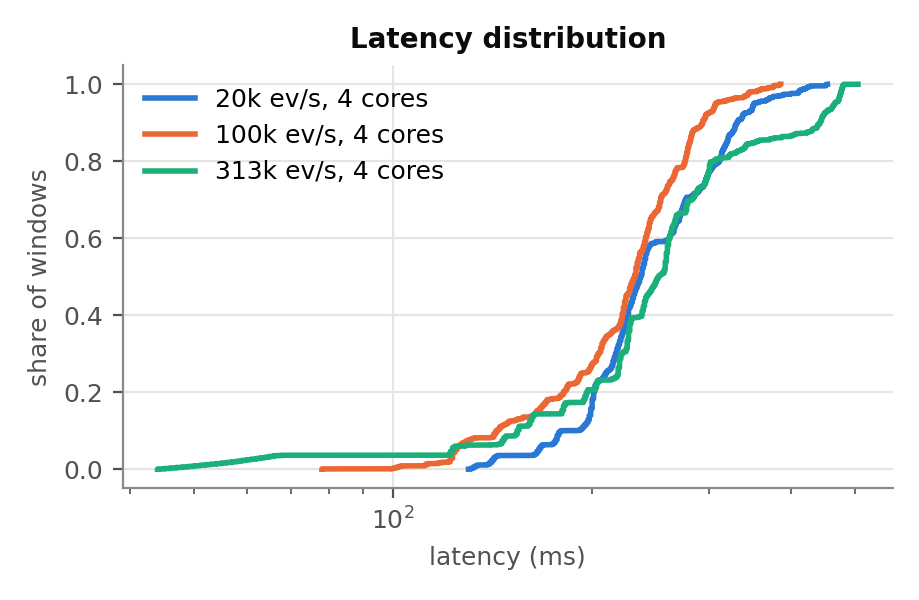 Latency distribution
20k ev/s, 4 cores
100k ev/s, 4 cores
313k ev/s, 4 cores
share of windows
1.0
0.8
0.6
0.4
0.2
0.0
10²
latency (ms)